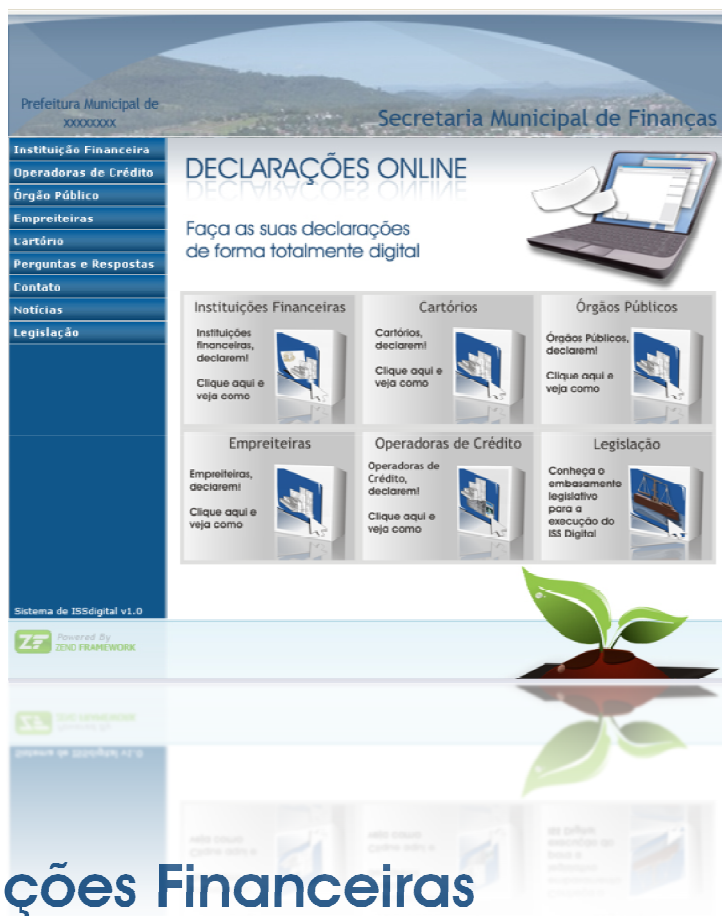 Prefeitura Municipal de
xxxxxxxx
Secretaria Municipal de Finanças
Instituição Financeira
Operadoras de Crédito
Órgão Público
Empreiteiras
Cartório
Perguntas e Respostas
Contato
Notícias
Legislação
Sistema de ISSdigital v1.0
DECLARAÇÕES ONLINE
Faça as suas declarações
de forma totalmente digital
Instituições Financeiras
Instituições
financeiras,
declarem!
Clique aqui e
veja como
Cartórios
Cartórios,
declarem!
Clique aqui e
veja como
Órgãos Públicos
Órgãos Públicos,
declarem!
Clique aqui e
veja como
Empreiteiras
Empreiteiras,
declarem!
Clique aqui e
veja como
Operadoras de Crédito
Operadoras de
Crédito,
declarem!
Clique aqui e
veja como
Legislação
Conheça o
embasamento
legislativo
para a
execução do
ISS Digital
ZF Powered By
ZEND FRAMEWORK
ções Financeiras